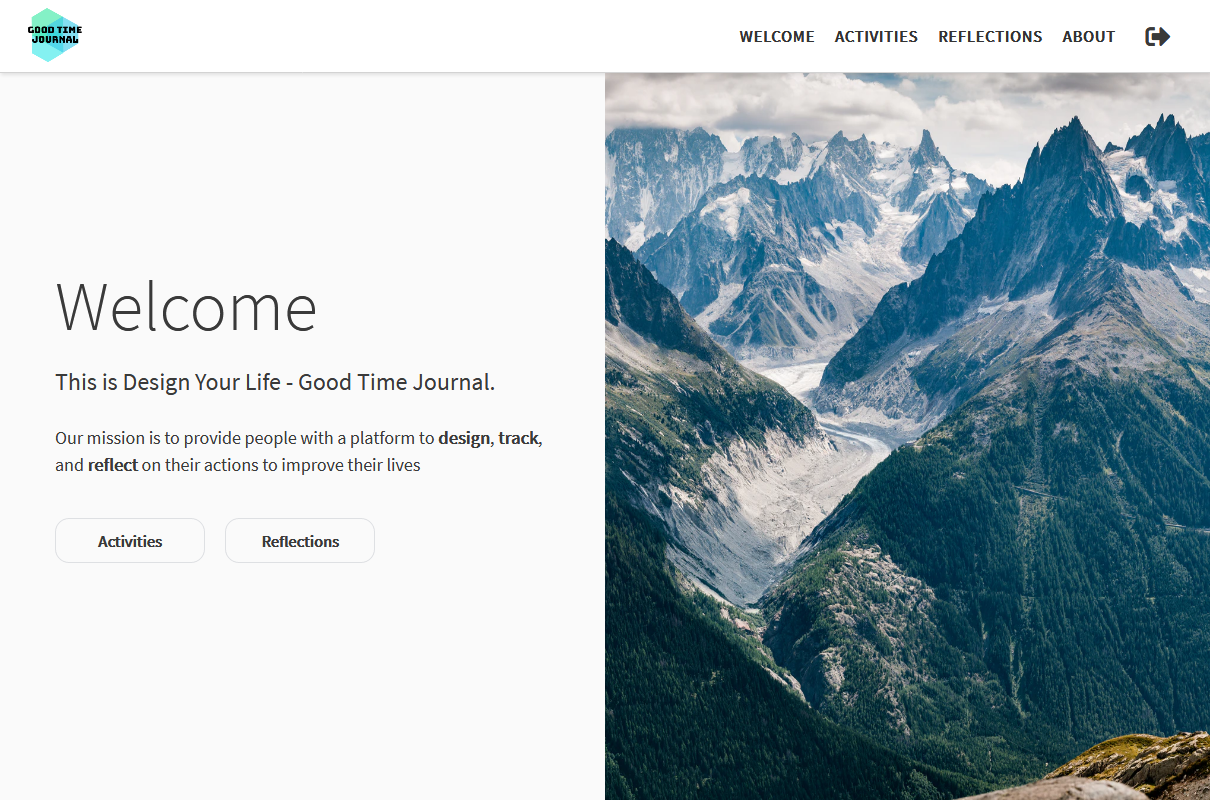 GOOD TIME
JOURNAL
WELCOME ACTIVITIES REFLECTIONS ABOUT
Welcome
This is Design Your Life - Good Time Journal.
Our mission is to provide people with a platform to design, track,
and reflect on their actions to improve their lives
Activities Reflections